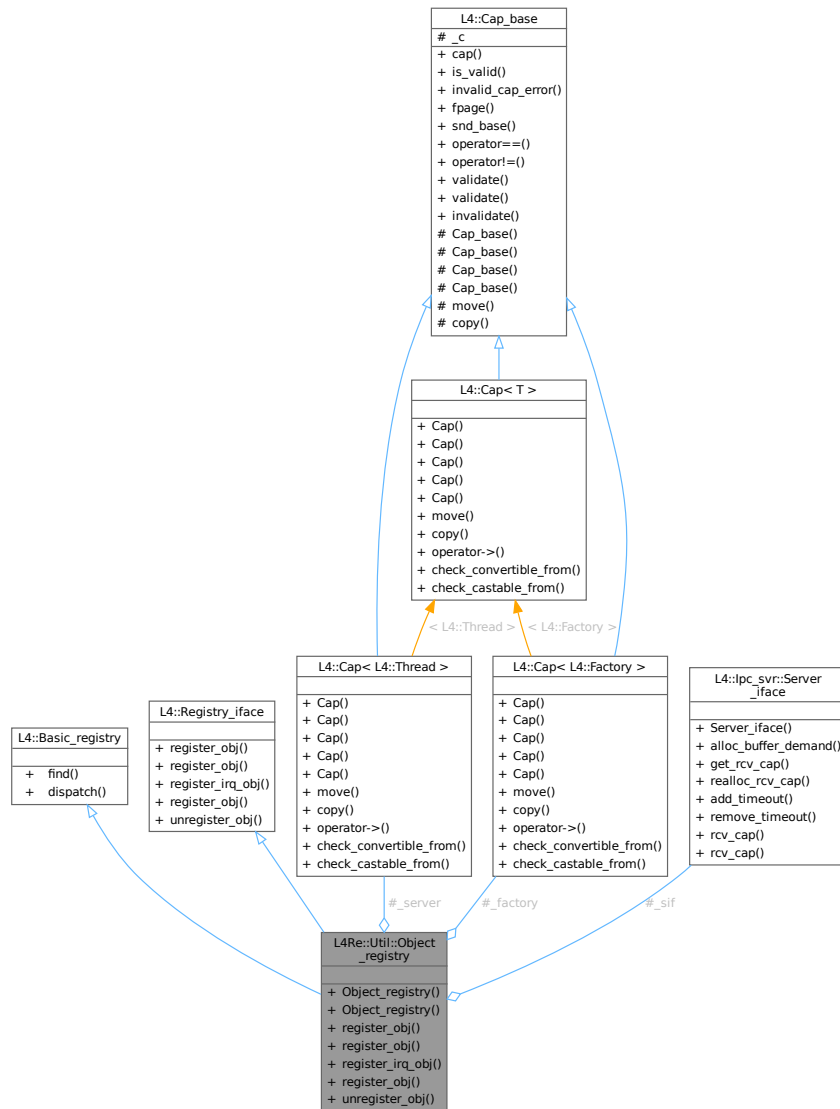 L4::Cap_base
# _c
+ cap()
+ is_valid()
+ invalid_cap_error()
+ fpage()
+ snd_base()
+ operator==()
+ operator!=()
+ validate()
+ validate()
+ invalidate()
# Cap_base()
# Cap_base()
# Cap_base()
# Cap_base()
# move()
# copy()
L4::Cap< T >
+ Cap()
+ Cap()
+ Cap()
+ Cap()
+ Cap()
+ move()
+ copy()
+ operator->()
+ check_convertible_from()
+ check_castable_from()
< L4::Thread >
< L4::Factory >
L4::Basic_registry
+ find()
+ dispatch()
L4::Registry_iface
+ register_obj()
+ register_obj()
+ register_irq_obj()
+ register_obj()
+ unregister_obj()
L4::Cap< L4::Thread >
+ Cap()
+ Cap()
+ Cap()
+ Cap()
+ Cap()
+ move()
+ copy()
+ operator->()
+ check_convertible_from()
+ check_castable_from()
L4::Cap< L4::Factory >
+ Cap()
+ Cap()
+ Cap()
+ Cap()
+ Cap()
+ move()
+ copy()
+ operator->()
+ check_convertible_from()
+ check_castable_from()
L4::Ipc_svr::Server
_iface
+ Server_iface()
+ alloc_buffer_demand()
+ get_rcv_cap()
+ realloc_rcv_cap()
+ add_timeout()
+ remove_timeout()
+ rcv_cap()
+ rcv_cap()
#_server
#_factory
#_sif
L4Re::Util::Object
_registry
+ Object_registry()
+ Object_registry()
+ register_obj()
+ register_obj()
+ register_irq_obj()
+ register_obj()
+ unregister_obj()